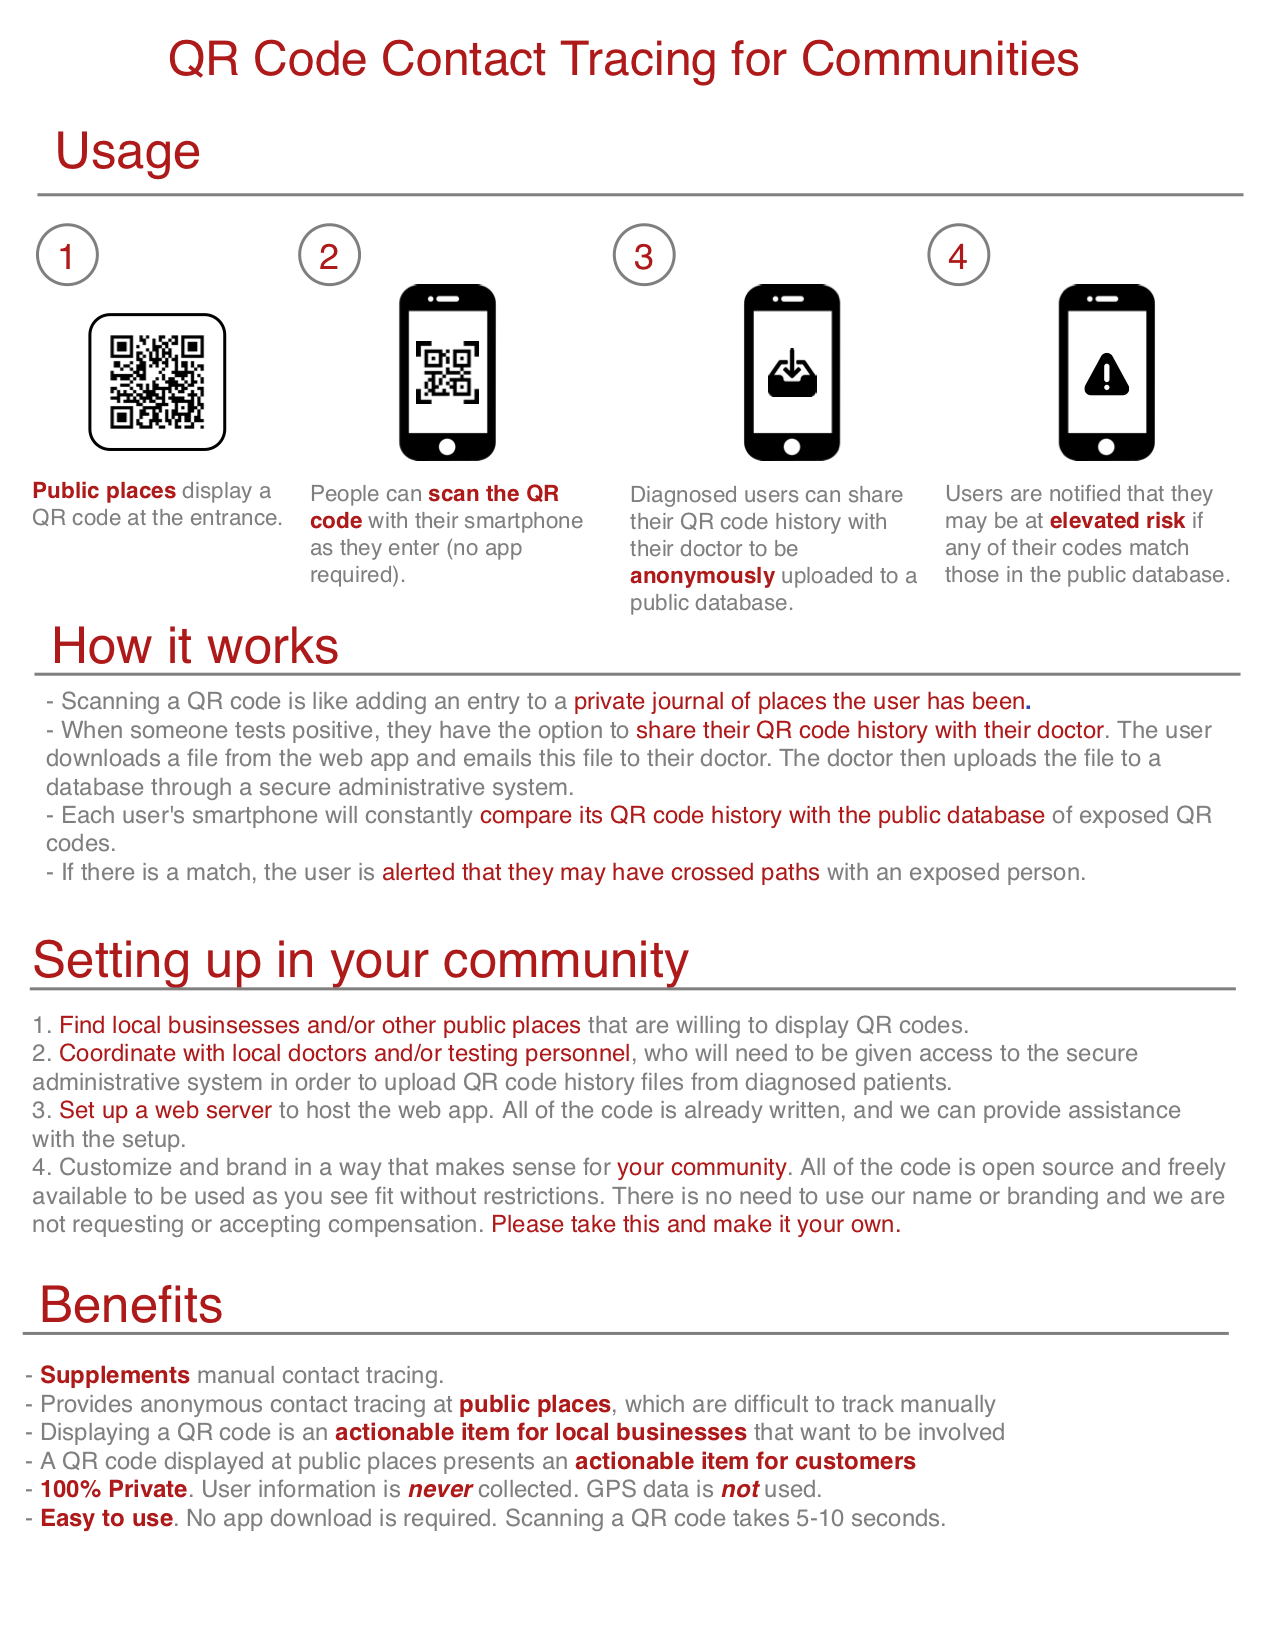 QR Code Contact Tracing for Communities
Usage
1
Public places display a
QR code at the entrance.
2
People can scan the QR
code with their smartphone
as they enter (no app
required).
3
Diagnosed users can share
their QR code history with
their doctor to be
anonymously uploaded to a
public database.
4
Users are notified that they
may be at elevated risk if
any of their codes match
those in the public database.
How it works
- Scanning a QR code is like adding an entry to a private journal of places the user has been.
- When someone tests positive, they have the option to share their QR code history with their doctor. The user
downloads a file from the web app and emails this file to their doctor. The doctor then uploads the file to a
database through a secure administrative system.
- Each user's smartphone will constantly compare its QR code history with the public database of exposed QR
codes.
- If there is a match, the user is alerted that they may have crossed paths with an exposed person.
Setting up in your community
1. Find local businsesses and/or other public places that are willing to display QR codes.
2. Coordinate with local doctors and/or testing personnel, who will need to be given access to the secure
administrative system in order to upload QR code history files from diagnosed patients.
3. Set up a web server to host the web app. All of the code is already written, and we can provide assistance
with the setup.
4. Customize and brand in a way that makes sense for your community. All of the code is open source and freely
available to be used as you see fit without restrictions. There is no need to use our name or branding and we are
not requesting or accepting compensation. Please take this and make it your own.
Benefits
- Supplements manual contact tracing.
- Provides anonymous contact tracing at public places, which are difficult to track manually
- Displaying a QR code is an actionable item for local businesses that want to be involved
- A QR code displayed at public places presents an actionable item for customers
- 100% Private. User information is never collected. GPS data is not used.
- Easy to use. No app download is required. Scanning a QR code takes 5-10 seconds.